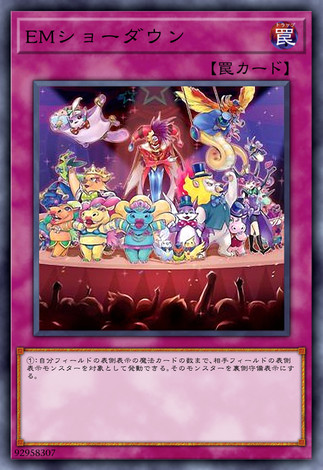 EMショーダウン
トラップ
罠
【罠カード】
①：自分フィールドの表側表示の魔法カードの数まで、相手フィールドの表側
表示モンスターを対象として発動できる。そのモンスターを裏側守備表示にす
る。
92958307